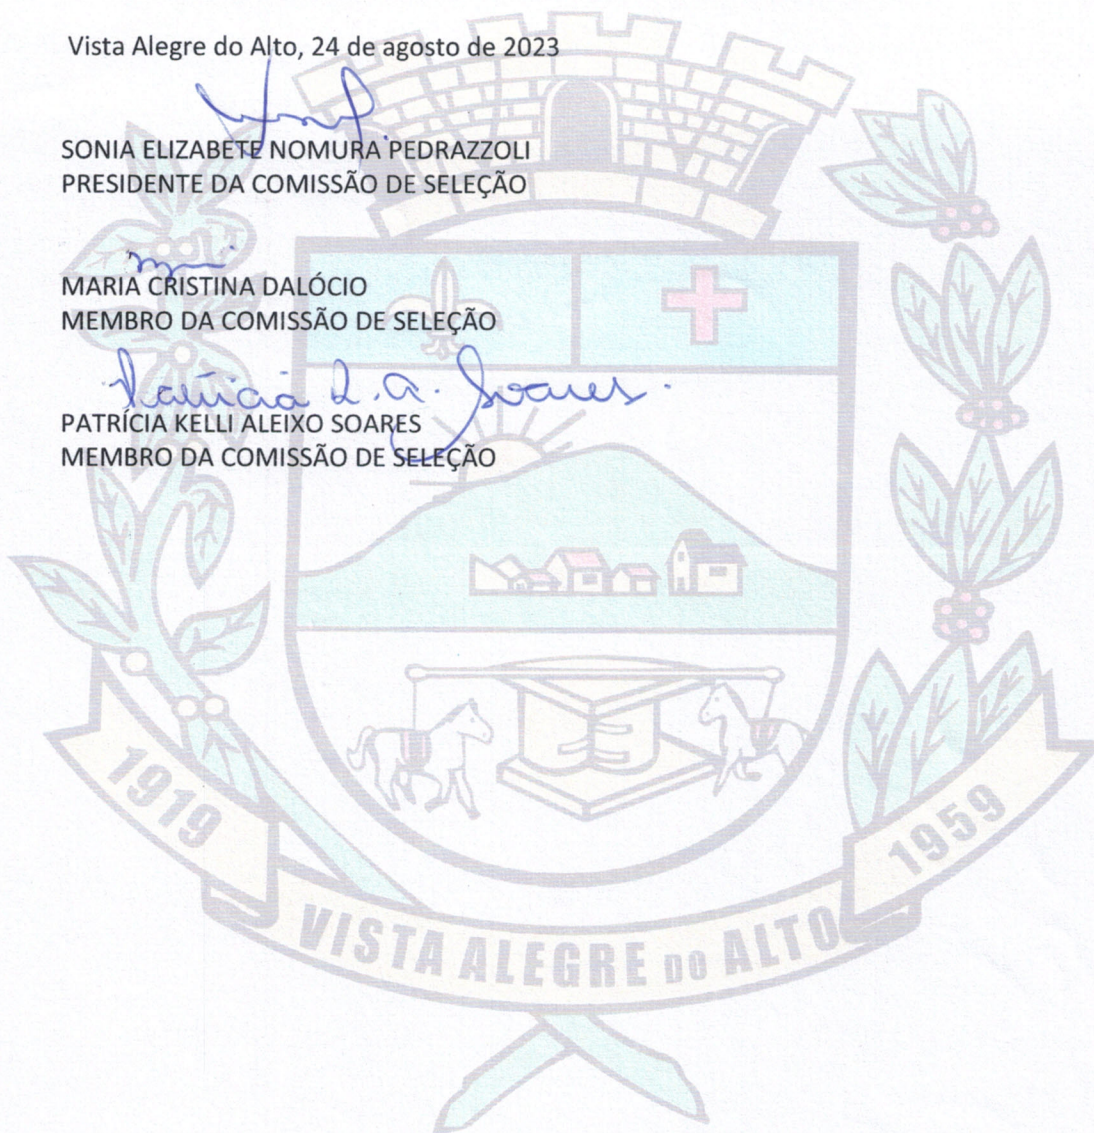 Vista Alegre do Alto, 24 de agosto de 2023
SONIA ELIZABETE NOMURA PEDRAZZOLI
PRESIDENTE DA COMISSÃO DE SELEÇÃO
MARIA CRISTINA DALÓCIO
MEMBRO DA COMISSÃO DE SELEÇÃO
Patrícia K. A. Soares.
PATRÍCIA KELLI ALEIXO SOARES
MEMBRO DA COMISSÃO DE SELEÇÃO
1919
1959
VISTA ALEGRE DO ALTO